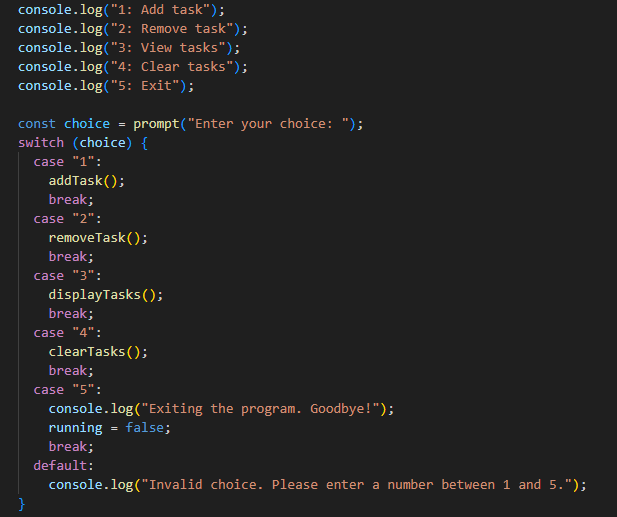 console.log("1: Add task");
console.log("2: Remove task");
console.log("3: View tasks");
console.log("4: Clear tasks");
console.log("5: Exit");

const choice = prompt("Enter your choice: ");
switch (choice) {
  case "1":
    addTask();
    break;
  case "2":
    removeTask();
    break;
  case "3":
    displayTasks();
    break;
  case "4":
    clearTasks();
    break;
  case "5":
    console.log("Exiting the program. Goodbye!");
    running = false;
    break;
  default:
    console.log("Invalid choice. Please enter a number between 1 and 5.");
}